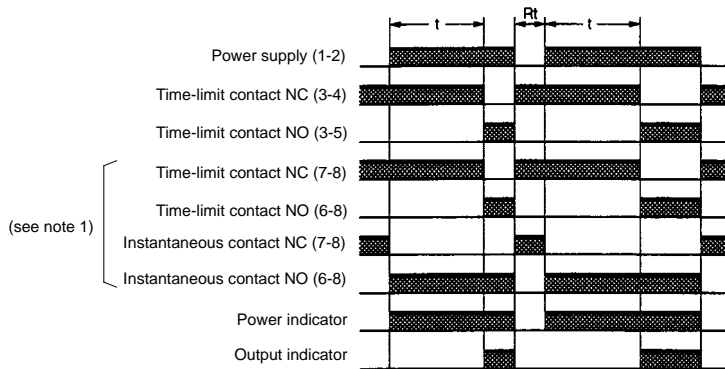 t Rt t
Power supply (1-2)
Time-limit contact NC (3-4)
Time-limit contact NO (3-5)
Time-limit contact NC (7-8)
Time-limit contact NO (6-8)
(see note 1)
Instantaneous contact NC (7-8)
Instantaneous contact NO (6-8)
Power indicator
Output indicator